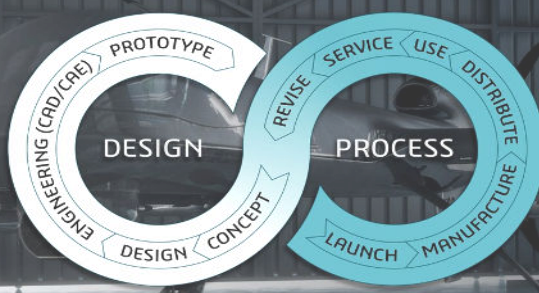 DESIGN
PROCESS
CONCEPT
DESIGN
ENGINEERING (CAD/CAE)
PROTOTYPE
LAUNCH
MANUFACTURE
DISTRIBUTE
USE
SERVICE
REVISE